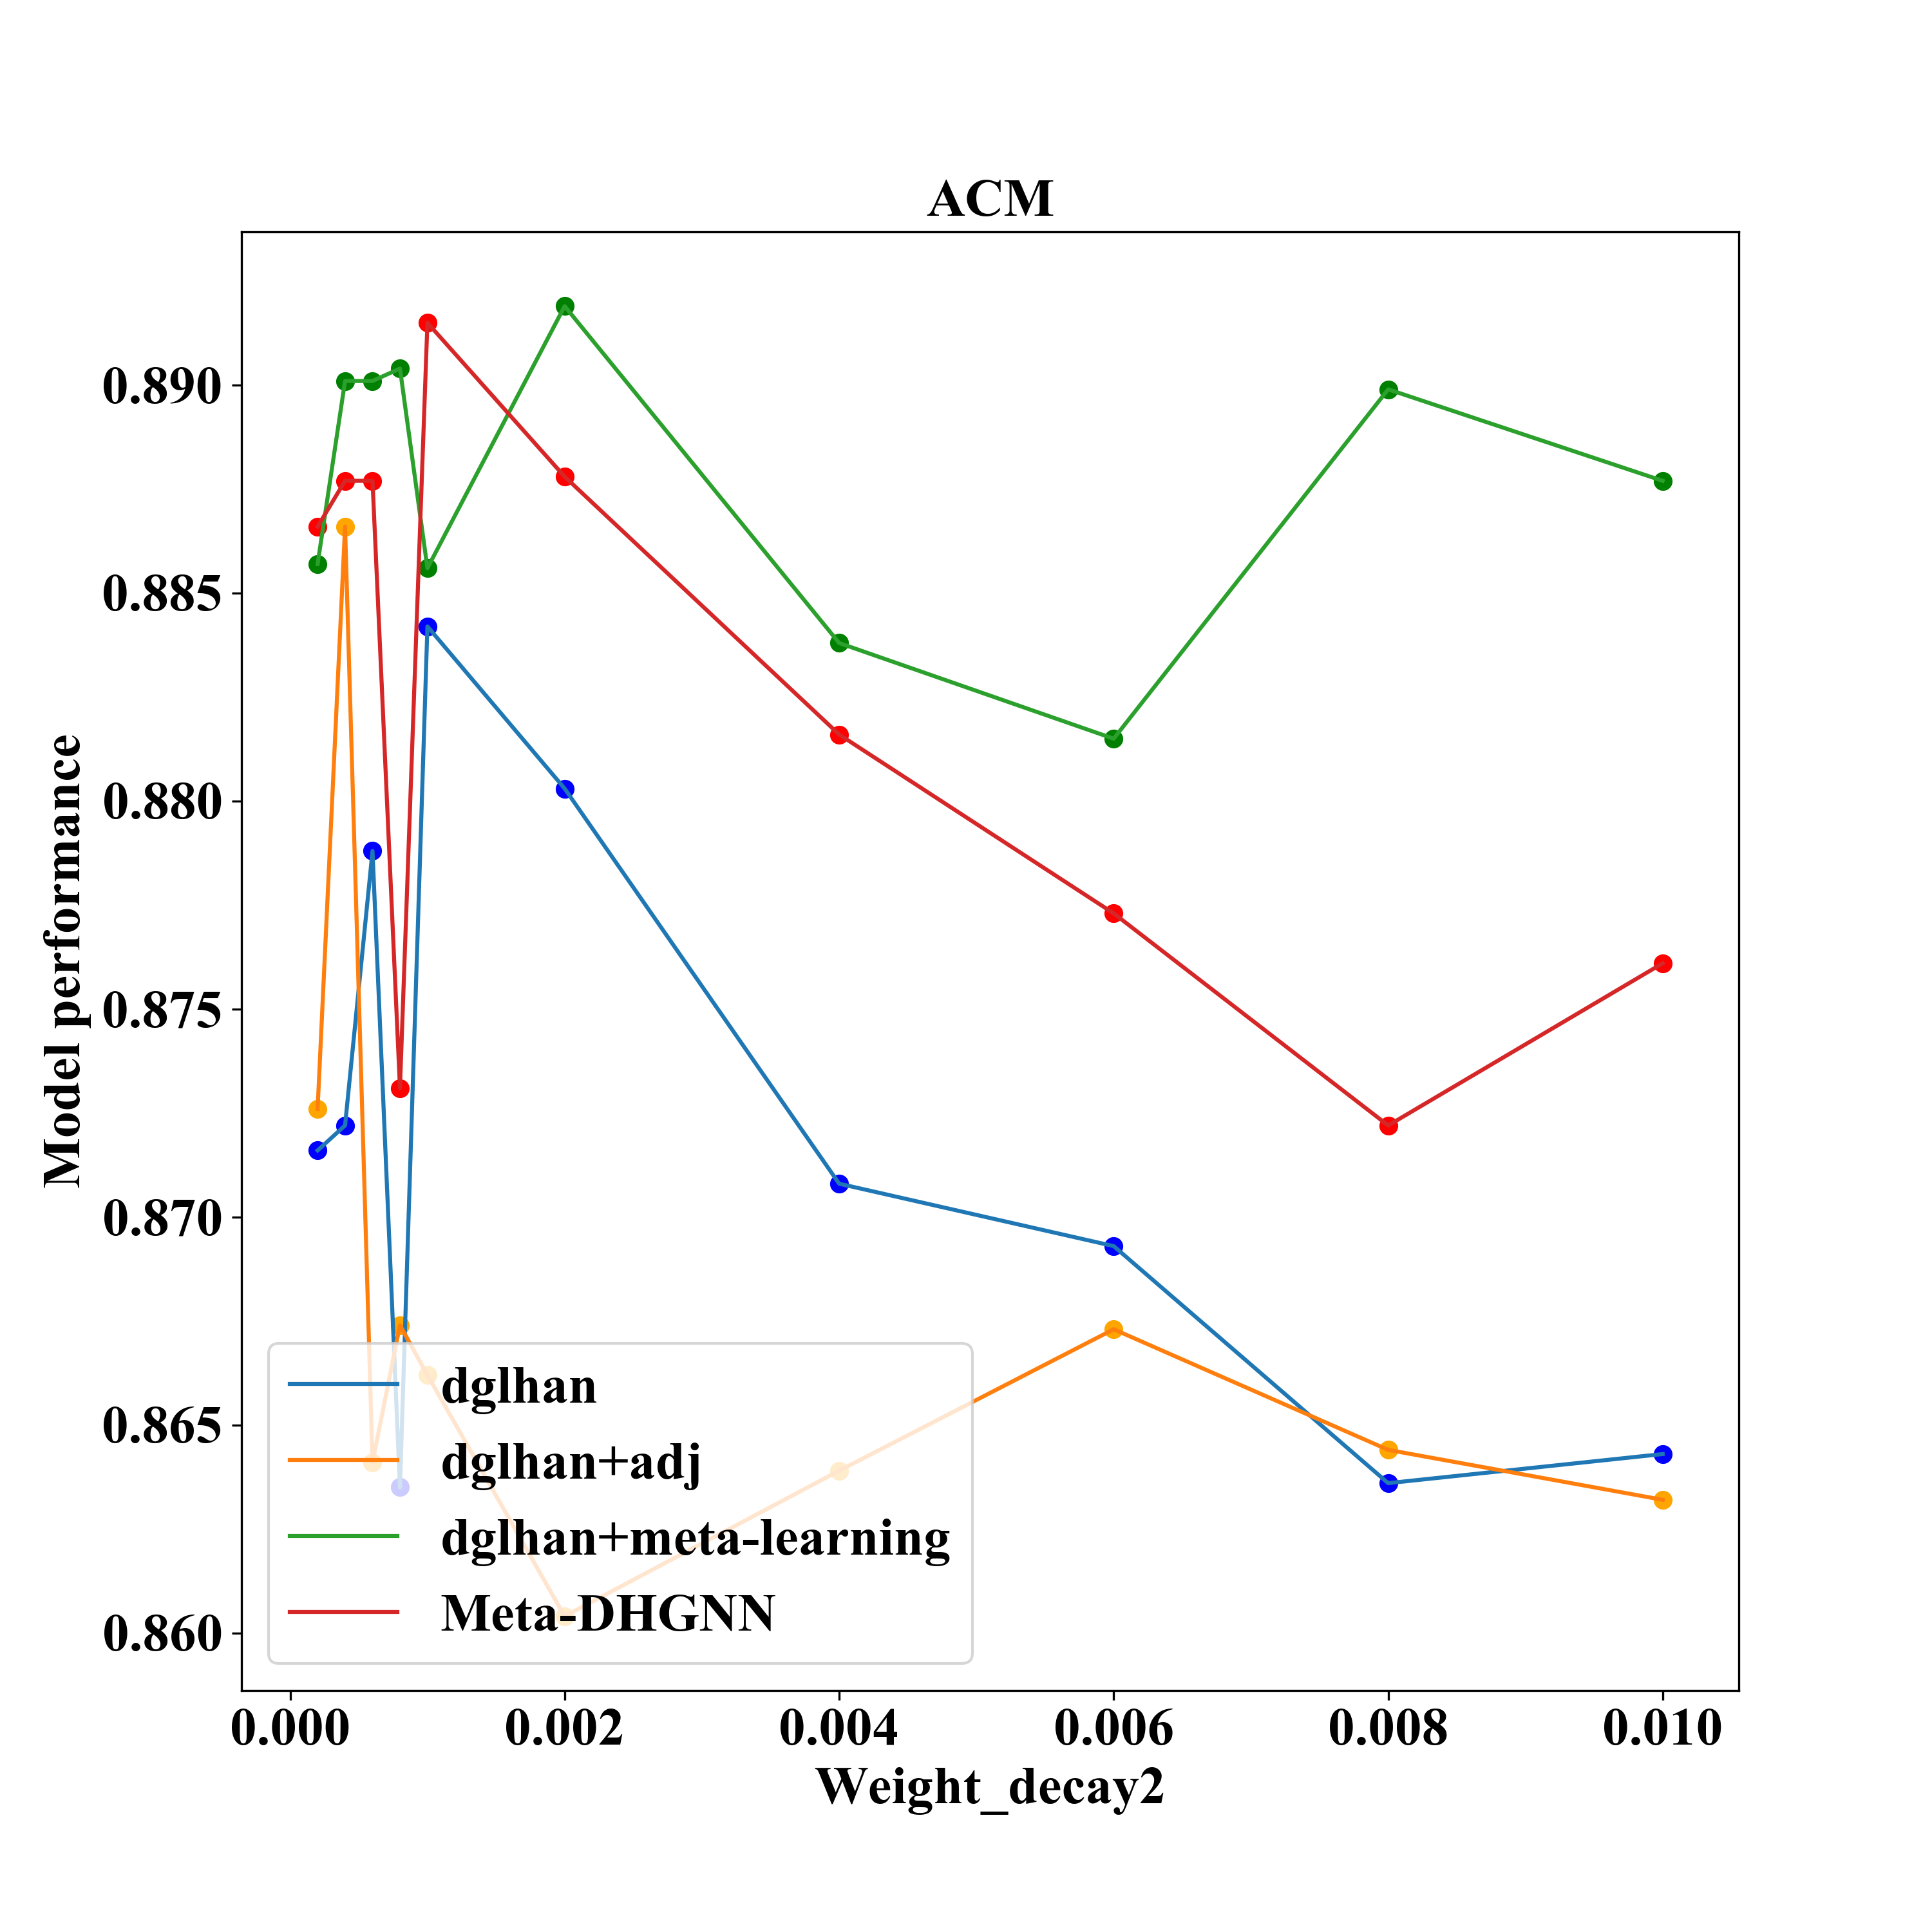 ACM
0.890
0.885
0.880
0.875
0.870
0.865
0.860
Model performance
dglhan
dglhan+adj
dglhan+meta-learning
Meta-DHGNN
0.000 0.002 0.004 0.006 0.008 0.010
Weight_decay2